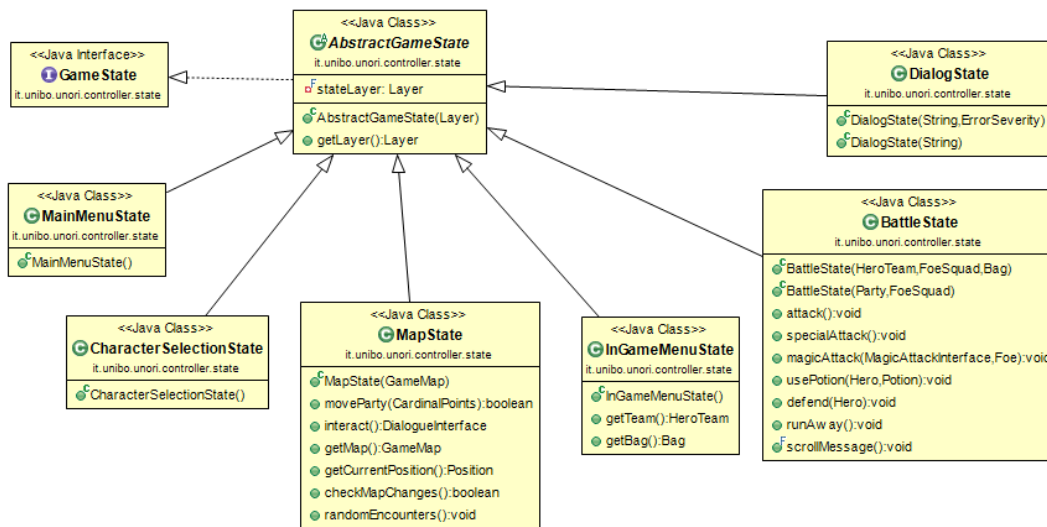 <<Java Interface>>
GameState
it.unibo.unori.controller.state
<<Java Class>>
AbstractGameState
it.unibo.unori.controller.state
stateLayer: Layer
AbstractGameState(Layer)
getLayer():Layer
<<Java Class>>
DialogState
it.unibo.unori.controller.state
DialogState(String,ErrorSeverity)
DialogState(String)
<<Java Class>>
MainMenuState
it.unibo.unori.controller.state
MainMenuState()
<<Java Class>>
CharacterSelectionState
it.unibo.unori.controller.state
CharacterSelectionState()
<<Java Class>>
MapState
it.unibo.unori.controller.state
MapState(GameMap)
moveParty(CardinalPoints):boolean
interact():DialogueInterface
getMap():GameMap
getCurrentPosition():Position
checkMapChanges():boolean
randomEncounters():void
<<Java Class>>
InGameMenuState
it.unibo.unori.controller.state
InGameMenuState()
getTeam():HeroTeam
getBag():Bag
<<Java Class>>
BattleState
it.unibo.unori.controller.state
BattleState(HeroTeam,FoeSquad,Bag)
BattleState(Party,FoeSquad)
attack():void
specialAttack():void
magicAttack(MagicAttackInterface,Foe):void
usePotion(Hero,Potion):void
defend(Hero):void
runAway():void
scrollMessage():void